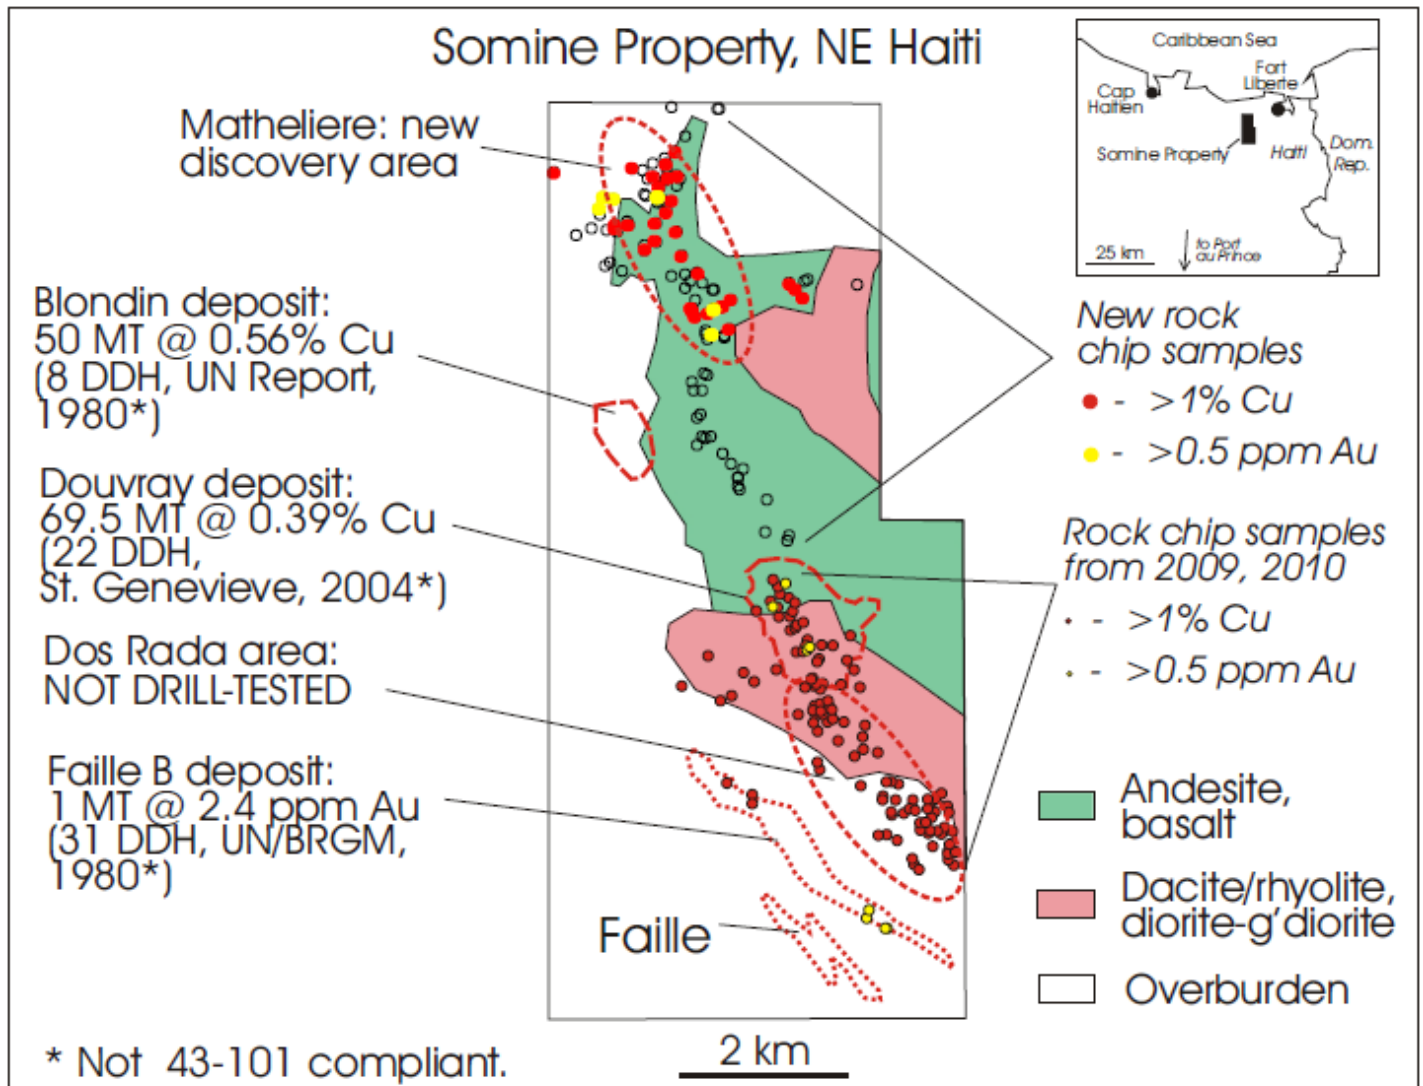 Somine Property, NE Haiti
Matheliere: new
discovery area
Blondin deposit:
50 MT @ 0.56% Cu
(8 DDH, UN Report,
1980*)
Douvray deposit:
69.5 MT @ 0.39% Cu
(22 DDH,
St. Genevieve, 2004*)
Dos Rada area:
NOT DRILL-TESTED
Faille B deposit:
1 MT @ 2.4 ppm Au
(31 DDH, UN/BRGM,
1980*)
Faille
* Not 43-101 compliant.
2 km
Caribbean Sea
Cap
Haitien
Fort
Liberte
Somine Property
Haiti
Dom.
Rep.
25 km
to Port
au Prince
New rock
chip samples
- >1% Cu
- >0.5 ppm Au
Rock chip samples
from 2009, 2010
- >1% Cu
- >0.5 ppm Au
Andesite,
basalt
Dacite/rhyolite,
diorite-g'diorite
Overburden